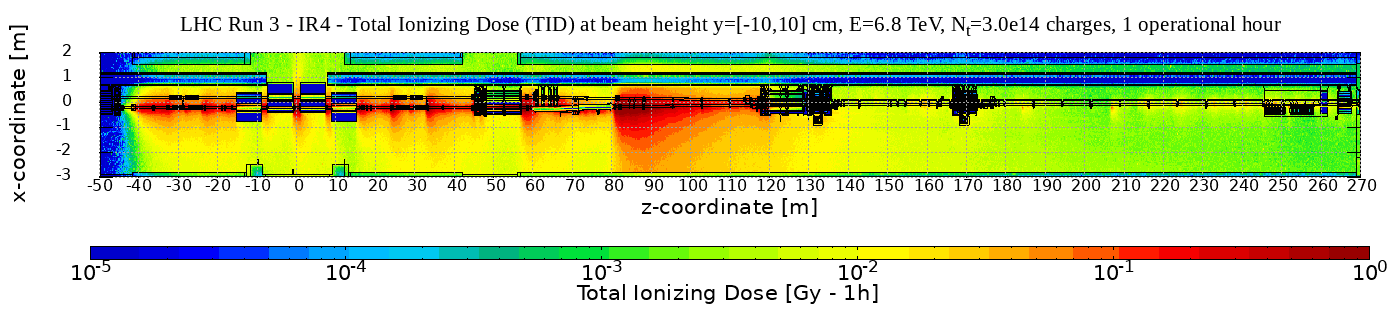 LHC Run 3 - IR4 - Total Ionizing Dose (TID) at beam height y=[-10,10] cm, E=6.8 TeV, Nt=3.0e14 charges, 1 operational hour
x-coordinate [m]
2
1
0
-1
-2
-3
-50 -40 -30 -20 -10 0 10 20 30 40 50 60 70 80 90 100 110 120 130 140 150 160 170 180 190 200 210 220 230 240 250 260 270
z-coordinate [m]
10^-5 10^-4 10^-3 10^-2 10^-1 10^0
Total Ionizing Dose [Gy - 1h]